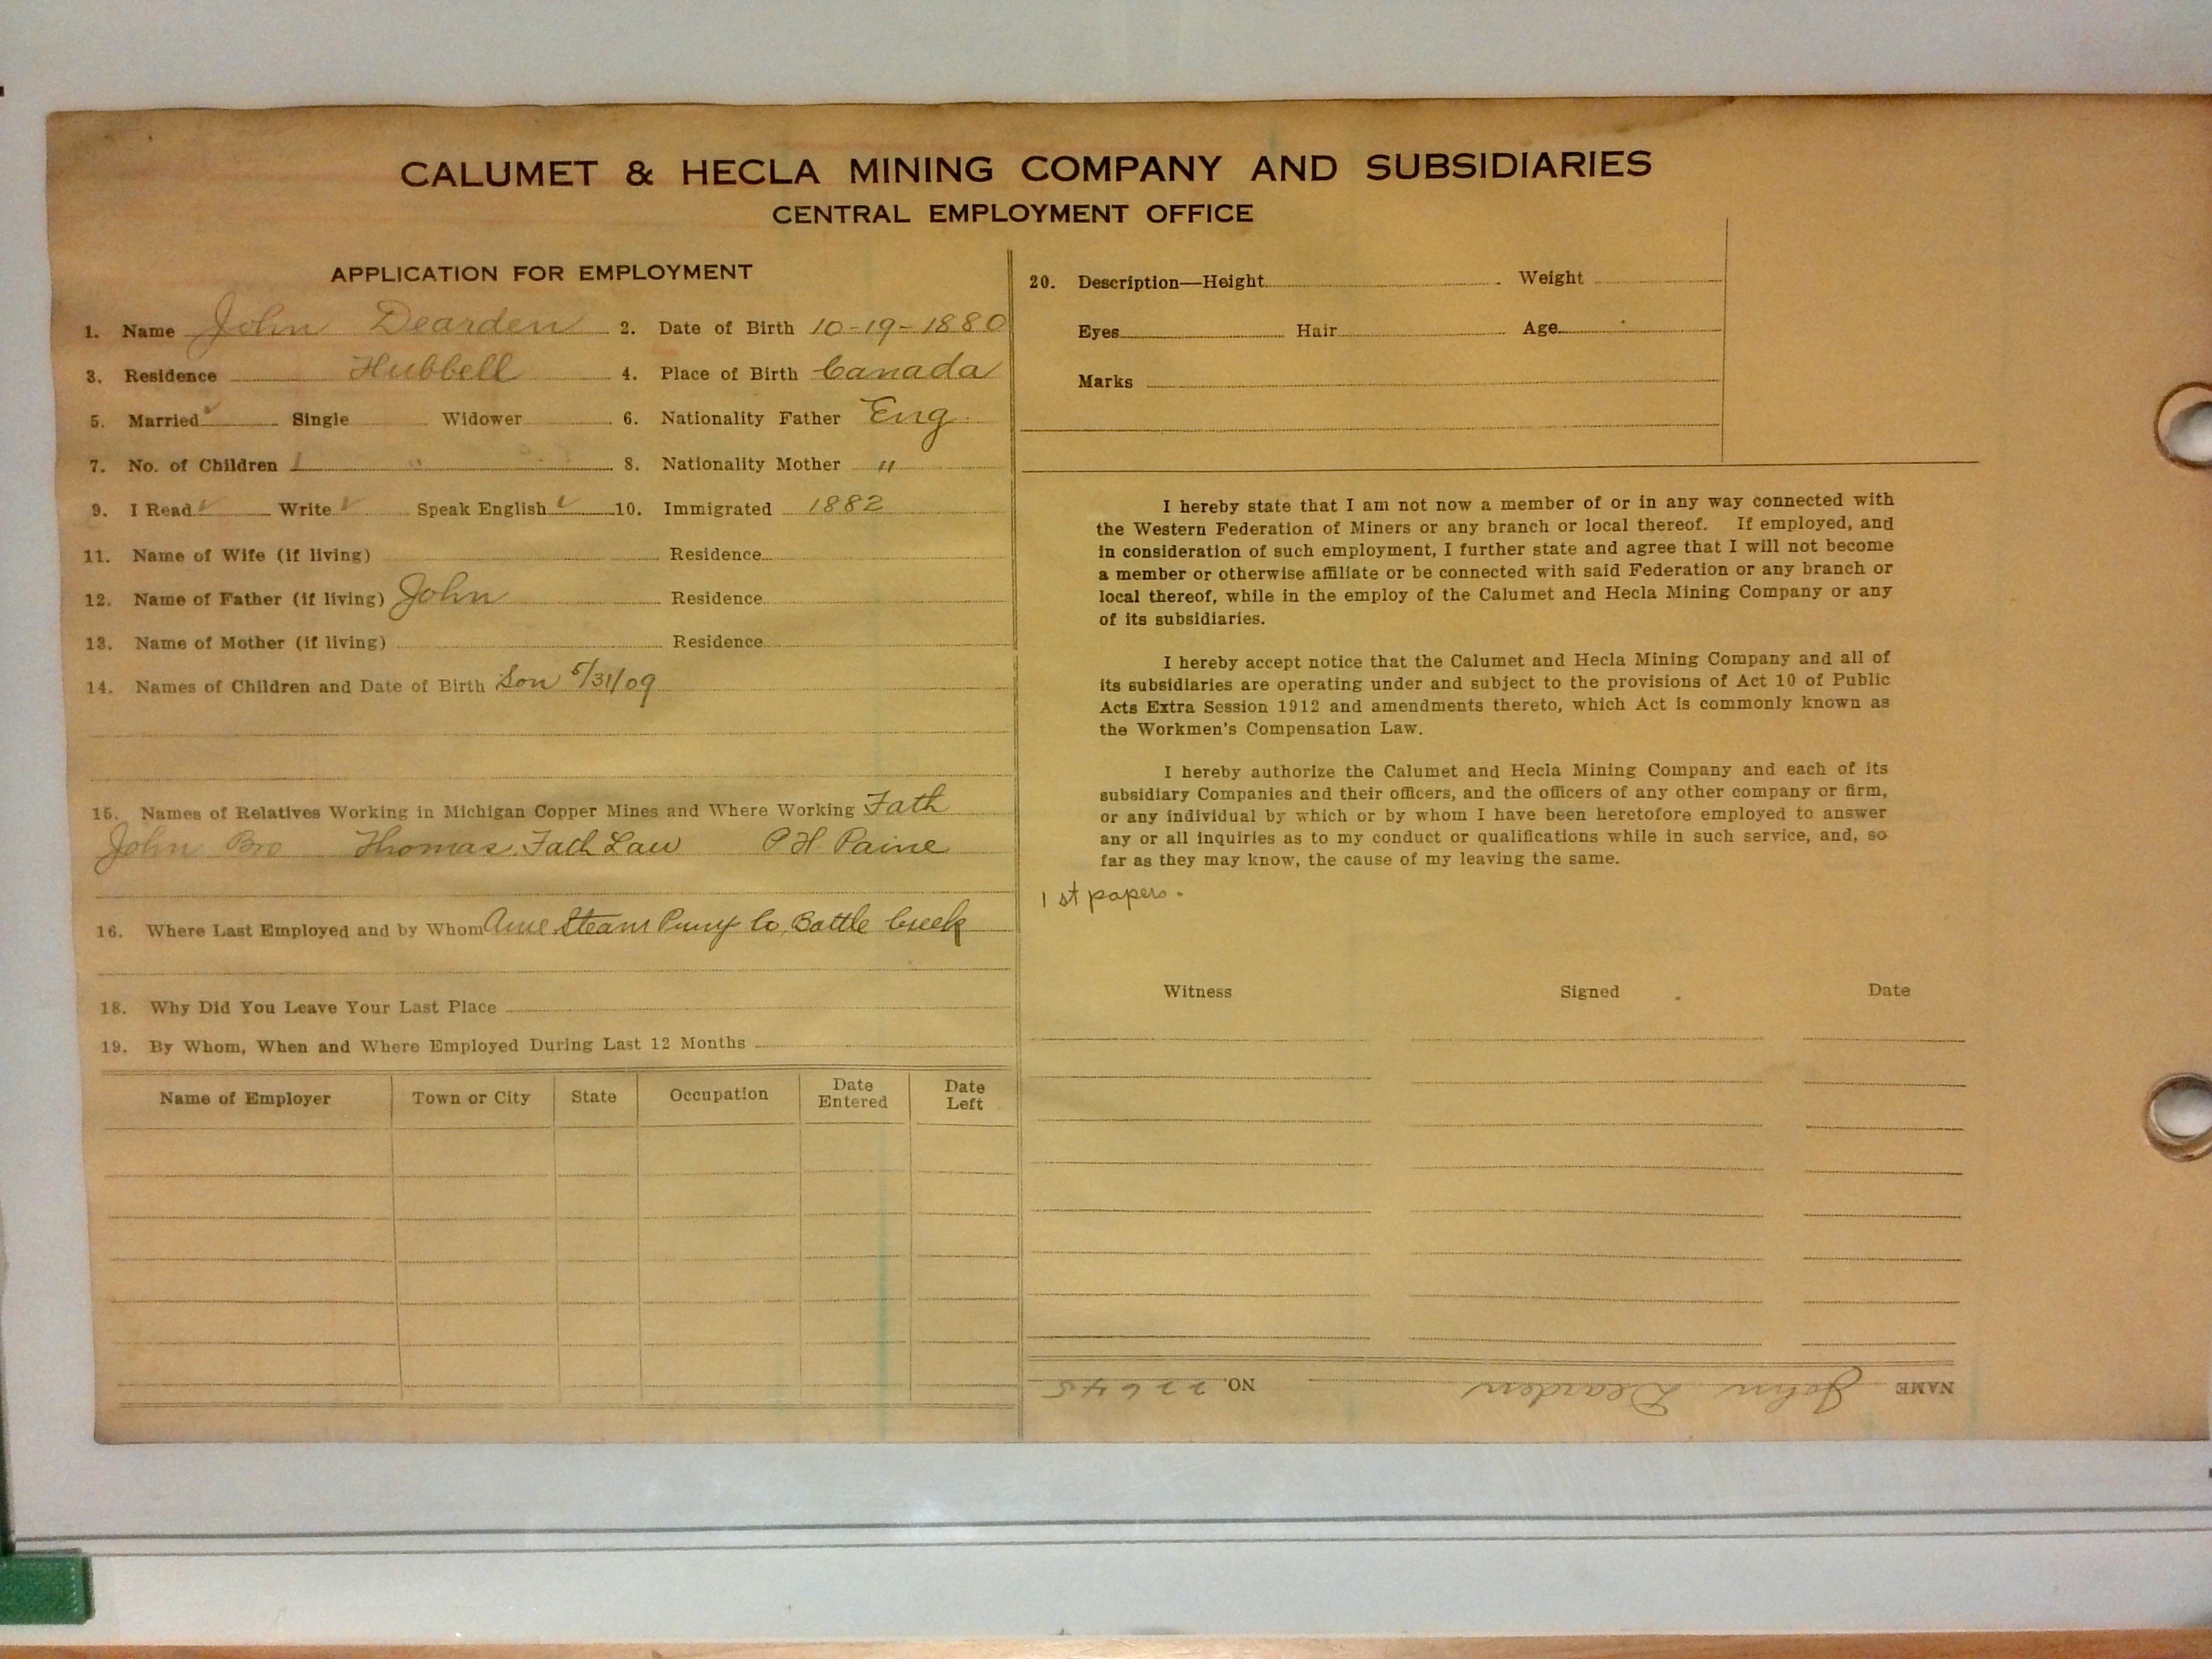 CALUMET & HECLA MINING COMPANY AND SUBSIDIARIES
CENTRAL EMPLOYMENT OFFICE
APPLICATION FOR EMPLOYMENT
1. Name John Dearden 2. Date of Birth 10-19-1880
3. Residence Hubbell 4. Place of Birth Canada
5. Married ✓ Single Widower 6. Nationality Father Eng.
7. No. of Children 1 8. Nationality Mother "
9. I Read ✓ Write ✓ Speak English ✓ 10. Immigrated 1882
11. Name of Wife (if living) Residence
12. Name of Father (if living) John Residence
13. Name of Mother (if living) Residence
14. Names of Children and Date of Birth Son 5/31/09
15. Names of Relatives Working in Michigan Copper Mines and Where Working Fath
John Bro Thomas. Fath Law P H Paine
16. Where Last Employed and by Whom Ame Steam Pump Co, Battle Creek
18. Why Did You Leave Your Last Place
19. By Whom, When and Where Employed During Last 12 Months
Name of Employer Town or City State Occupation Date Entered Date Left
20. Description—Height Weight
Eyes Hair Age
Marks
I hereby state that I am not now a member of or in any way connected with
the Western Federation of Miners or any branch or local thereof. If employed, and
in consideration of such employment, I further state and agree that I will not become
a member or otherwise affiliate or be connected with said Federation or any branch or
local thereof, while in the employ of the Calumet and Hecla Mining Company or any
of its subsidiaries.
I hereby accept notice that the Calumet and Hecla Mining Company and all of
its subsidiaries are operating under and subject to the provisions of Act 10 of Public
Acts Extra Session 1912 and amendments thereto, which Act is commonly known as
the Workmen's Compensation Law.
I hereby authorize the Calumet and Hecla Mining Company and each of its
subsidiary Companies and their officers, and the officers of any other company or firm,
or any individual by which or by whom I have been heretofore employed to answer
any or all inquiries as to my conduct or qualifications while in such service, and, so
far as they may know, the cause of my leaving the same.
1st papers.
Witness Signed Date
NAME John Dearden NO. 22645